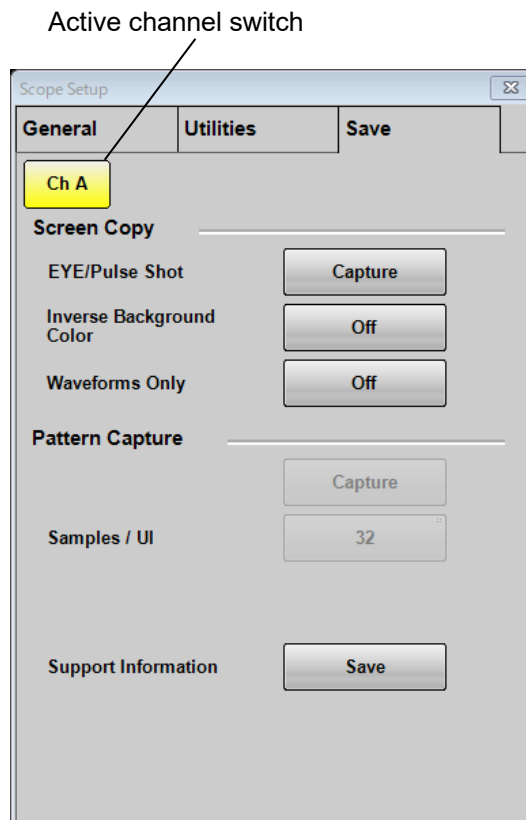 Active channel switch
Scope Setup
General Utilities Save
Ch A
Screen Copy
EYE/Pulse Shot Capture
Inverse Background
Color Off
Waveforms Only Off
Pattern Capture
Capture
Samples / UI 32
Support Information Save